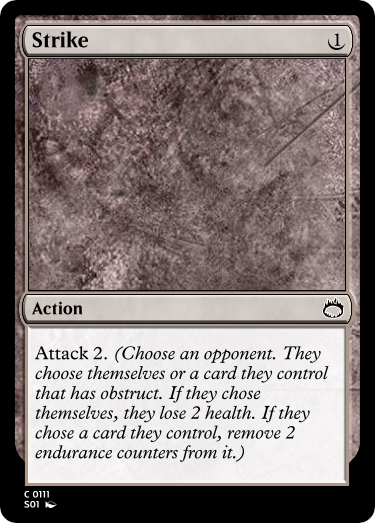 Strike 1
Action
Attack 2. (Choose an opponent. They
choose themselves or a card they control
that has obstruct. If they chose
themselves, they lose 2 health. If they
chose a card they control, remove 2
endurance counters from it.)
C 0111
S01